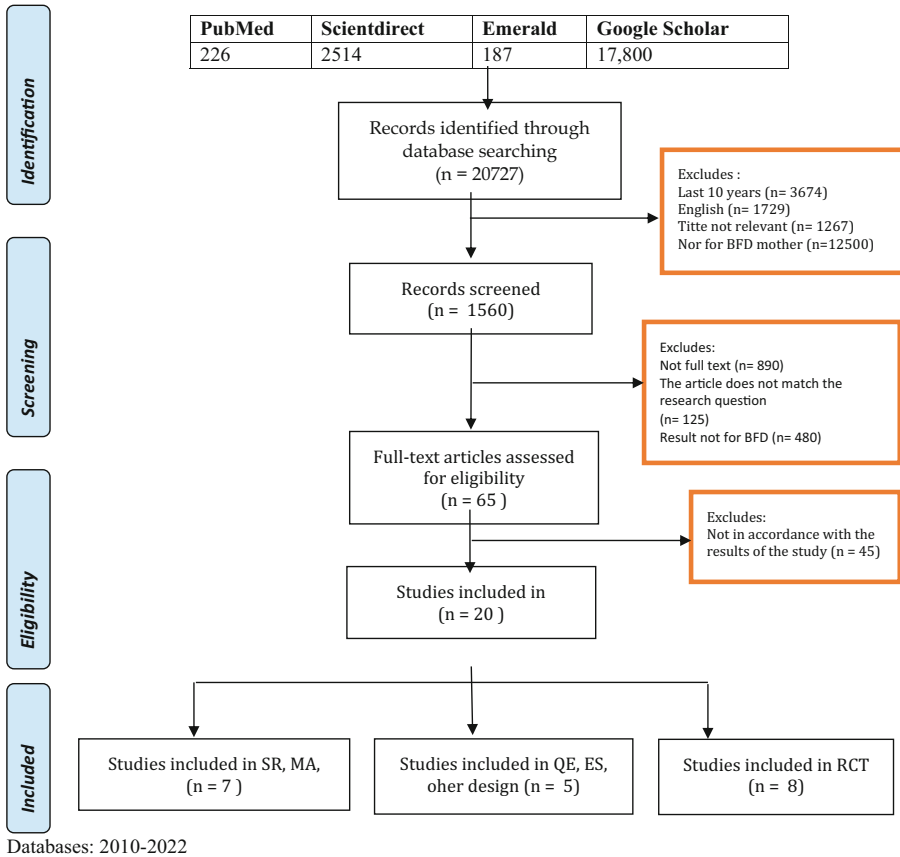 PubMed Scientdirect Emerald Google Scholar
226 2514 187 17,800
Identification
Records identified through
database searching
(n = 20727)
Excludes :
Last 10 years (n= 3674)
English (n= 1729)
Titte not relevant (n= 1267)
Nor for BFD mother (n=12500)
Screening
Records screened
(n = 1560)
Excludes:
Not full text (n= 890)
The article does not match the
research question
(n= 125)
Result not for BFD (n= 480)
Full-text articles assessed
for eligibility
(n = 65 )
Eligibility
Excludes:
Not in accordance with the
results of the study (n = 45)
Studies included in
(n = 20 )
Included
Studies included in SR, MA,
(n = 7 )
Studies included in QE, ES,
oher design (n = 5)
Studies included in RCT
(n = 8)
Databases: 2010-2022